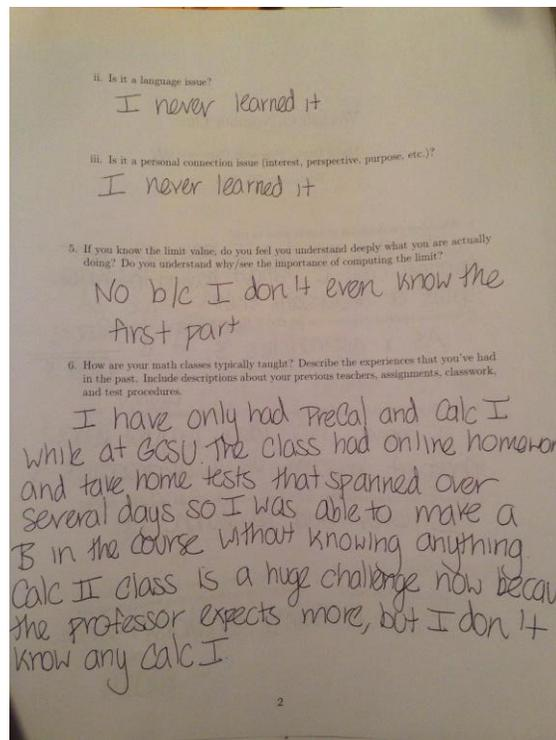 ii. Is it a language issue?
I never learned it
iii. Is it a personal connection issue (interest, perspective, purpose, etc.)?
I never learned it
5. If you know the limit value, do you feel you understand deeply what you are actually
doing? Do you understand why/see the importance of computing the limit?
No b/c I don't even know the
first part
6. How are your math classes typically taught? Describe the experiences that you've had
in the past. Include descriptions about your previous teachers, assignments, classwork,
and test procedures.
I have only had PreCal and Calc I
while at GCSU. The class had online homewor
and take home tests that spanned over
several days so I was able to make a
B in the course without knowing anything.
Calc II class is a huge challenge now becau
the professor expects more, but I don't
know any Calc I
2